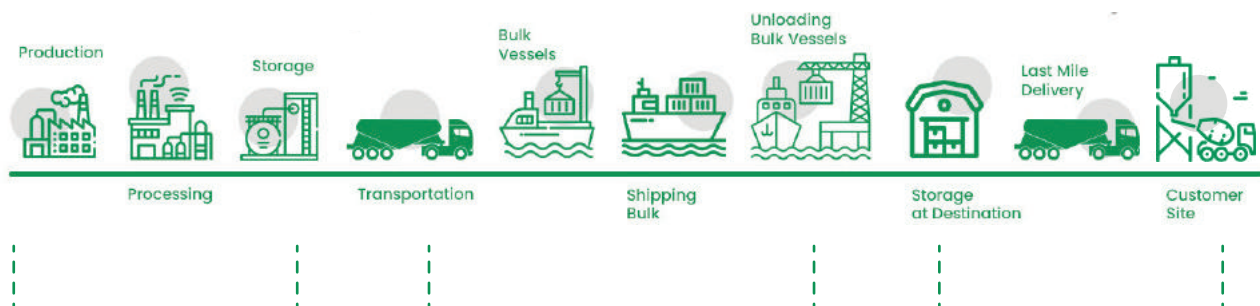 Production
Processing
Storage
Transportation
Bulk
Vessels
Shipping
Bulk
Unloading
Bulk Vessels
Storage
at Destination
Last Mile
Delivery
Customer
Site